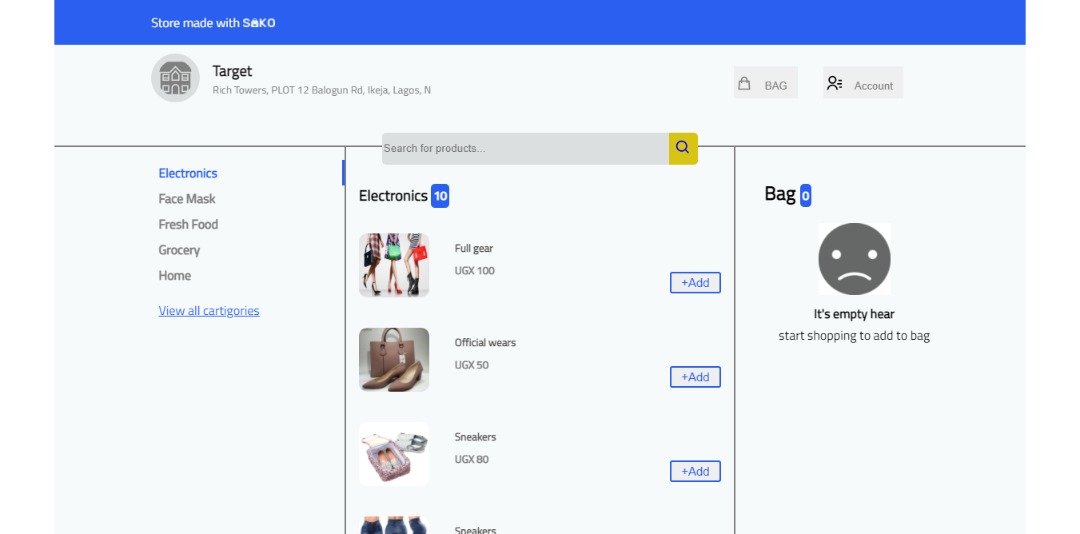 Store made with SOKO
Target
Rich Towers, PLOT 12 Balogun Rd, Ikeja, Lagos, N
BAG
Account
Search for products...
Electronics
Face Mask
Fresh Food
Grocery
Home
View all cartigories
Electronics 10
Full gear
UGX 100
+Add
Official wears
UGX 50
+Add
Sneakers
UGX 80
+Add
Sneakers
Bag 0
It's empty hear
start shopping to add to bag